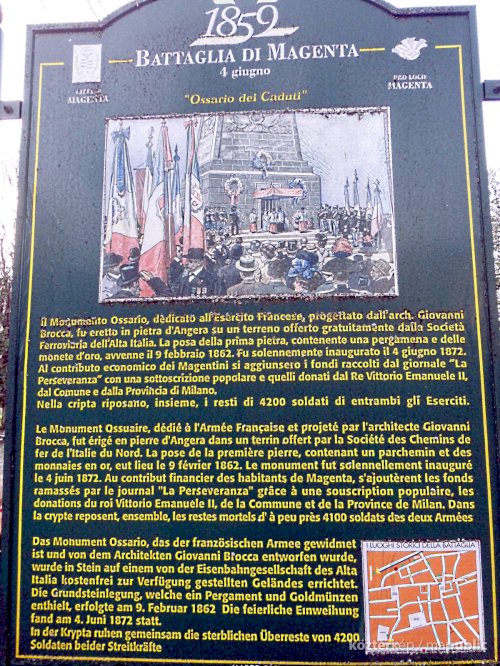 1859
BATTAGLIA DI MAGENTA
4 giugno
CITTÀ DI
MAGENTA
PRO LOCO
MAGENTA
"Ossario dei Caduti"
Il Monumento Ossario, dedicato all'Esercito Francese, progettato dall'arch. Giovanni
Brocca, fu eretto in pietra d'Angera su un terreno offerto gratuitamente dalla Società
Ferroviaria dell'Alta Italia. La posa della prima pietra, contenente una pergamena e delle
monete d'oro, avvenne il 9 febbraio 1862. Fu solennemente inaugurato il 4 giugno 1872.
Al contributo economico dei Magentini si aggiunsero i fondi raccolti dal giornale "La
Perseveranza" con una sottoscrizione popolare e quelli donati dal Re Vittorio Emanuele II,
dal Comune e dalla Provincia di Milano.
Nella cripta riposano, insieme, i resti di 4200 soldati di entrambi gli Eserciti.
Le Monument Ossuaire, dédié à l'Armée Française et projeté par l'architecte Giovanni
Brocca, fut érigé en pierre d'Angera dans un terrin offert par la Société des Chemins de
fer de l'Italie du Nord. La pose de la première pierre, contenant un parchemin et des
monnaies en or, eut lieu le 9 février 1862. Le monument fut solennellement inauguré
le 4 juin 1872. Au contribut financier des habitants de Magenta, s'ajoutèrent les fonds
ramassés par le journal "La Perseveranza" grâce à une souscription populaire, les
donations du roi Vittorio Emanuele II, de la Commune et de la Province de Milan. Dans
la crypte reposent, ensemble, les restes mortels d' à peu près 4100 soldats des deux Armées
Das Monument Ossario, das der französischen Armee gewidmet
ist und von dem Architekten Giovanni Brocca entworfen wurde,
wurde in Stein auf einem von der Eisenbahngesellschaft des Alta
Italia kostenfrei zur Verfügung gestellten Geländes errichtet.
Die Grundsteinlegung, welche ein Pergament und Goldmünzen
enthielt, erfolgte am 9. Februar 1862 Die feierliche Einweihung
fand am 4. Juni 1872 statt.
In der Krypta ruhen gemeinsam die sterblichen Überreste von 4200
Soldaten beider Streitkräfte
I LUOGHI STORICI DELLA BATTAGLIA